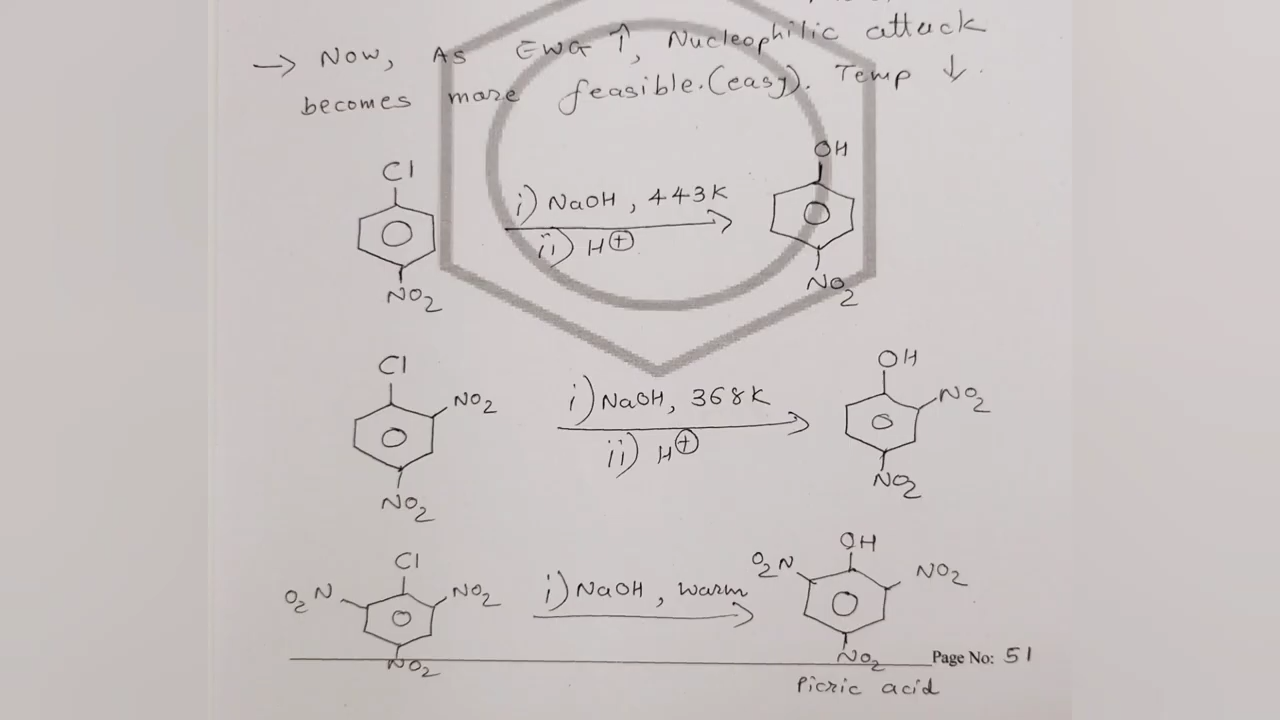 → Now, As EWG ↑, Nucleophilic attack
becomes more feasible.(easy). Temp ↓.
Cl
NO2
i) NaOH, 443K
ii) H⊕
OH
NO2
Cl
NO2
NO2
i) NaOH, 368K
ii) H⊕
OH
NO2
NO2
Cl
O2N
NO2
NO2
i) NaOH, warm
OH
O2N
NO2
NO2
Page No: 51
Picric acid